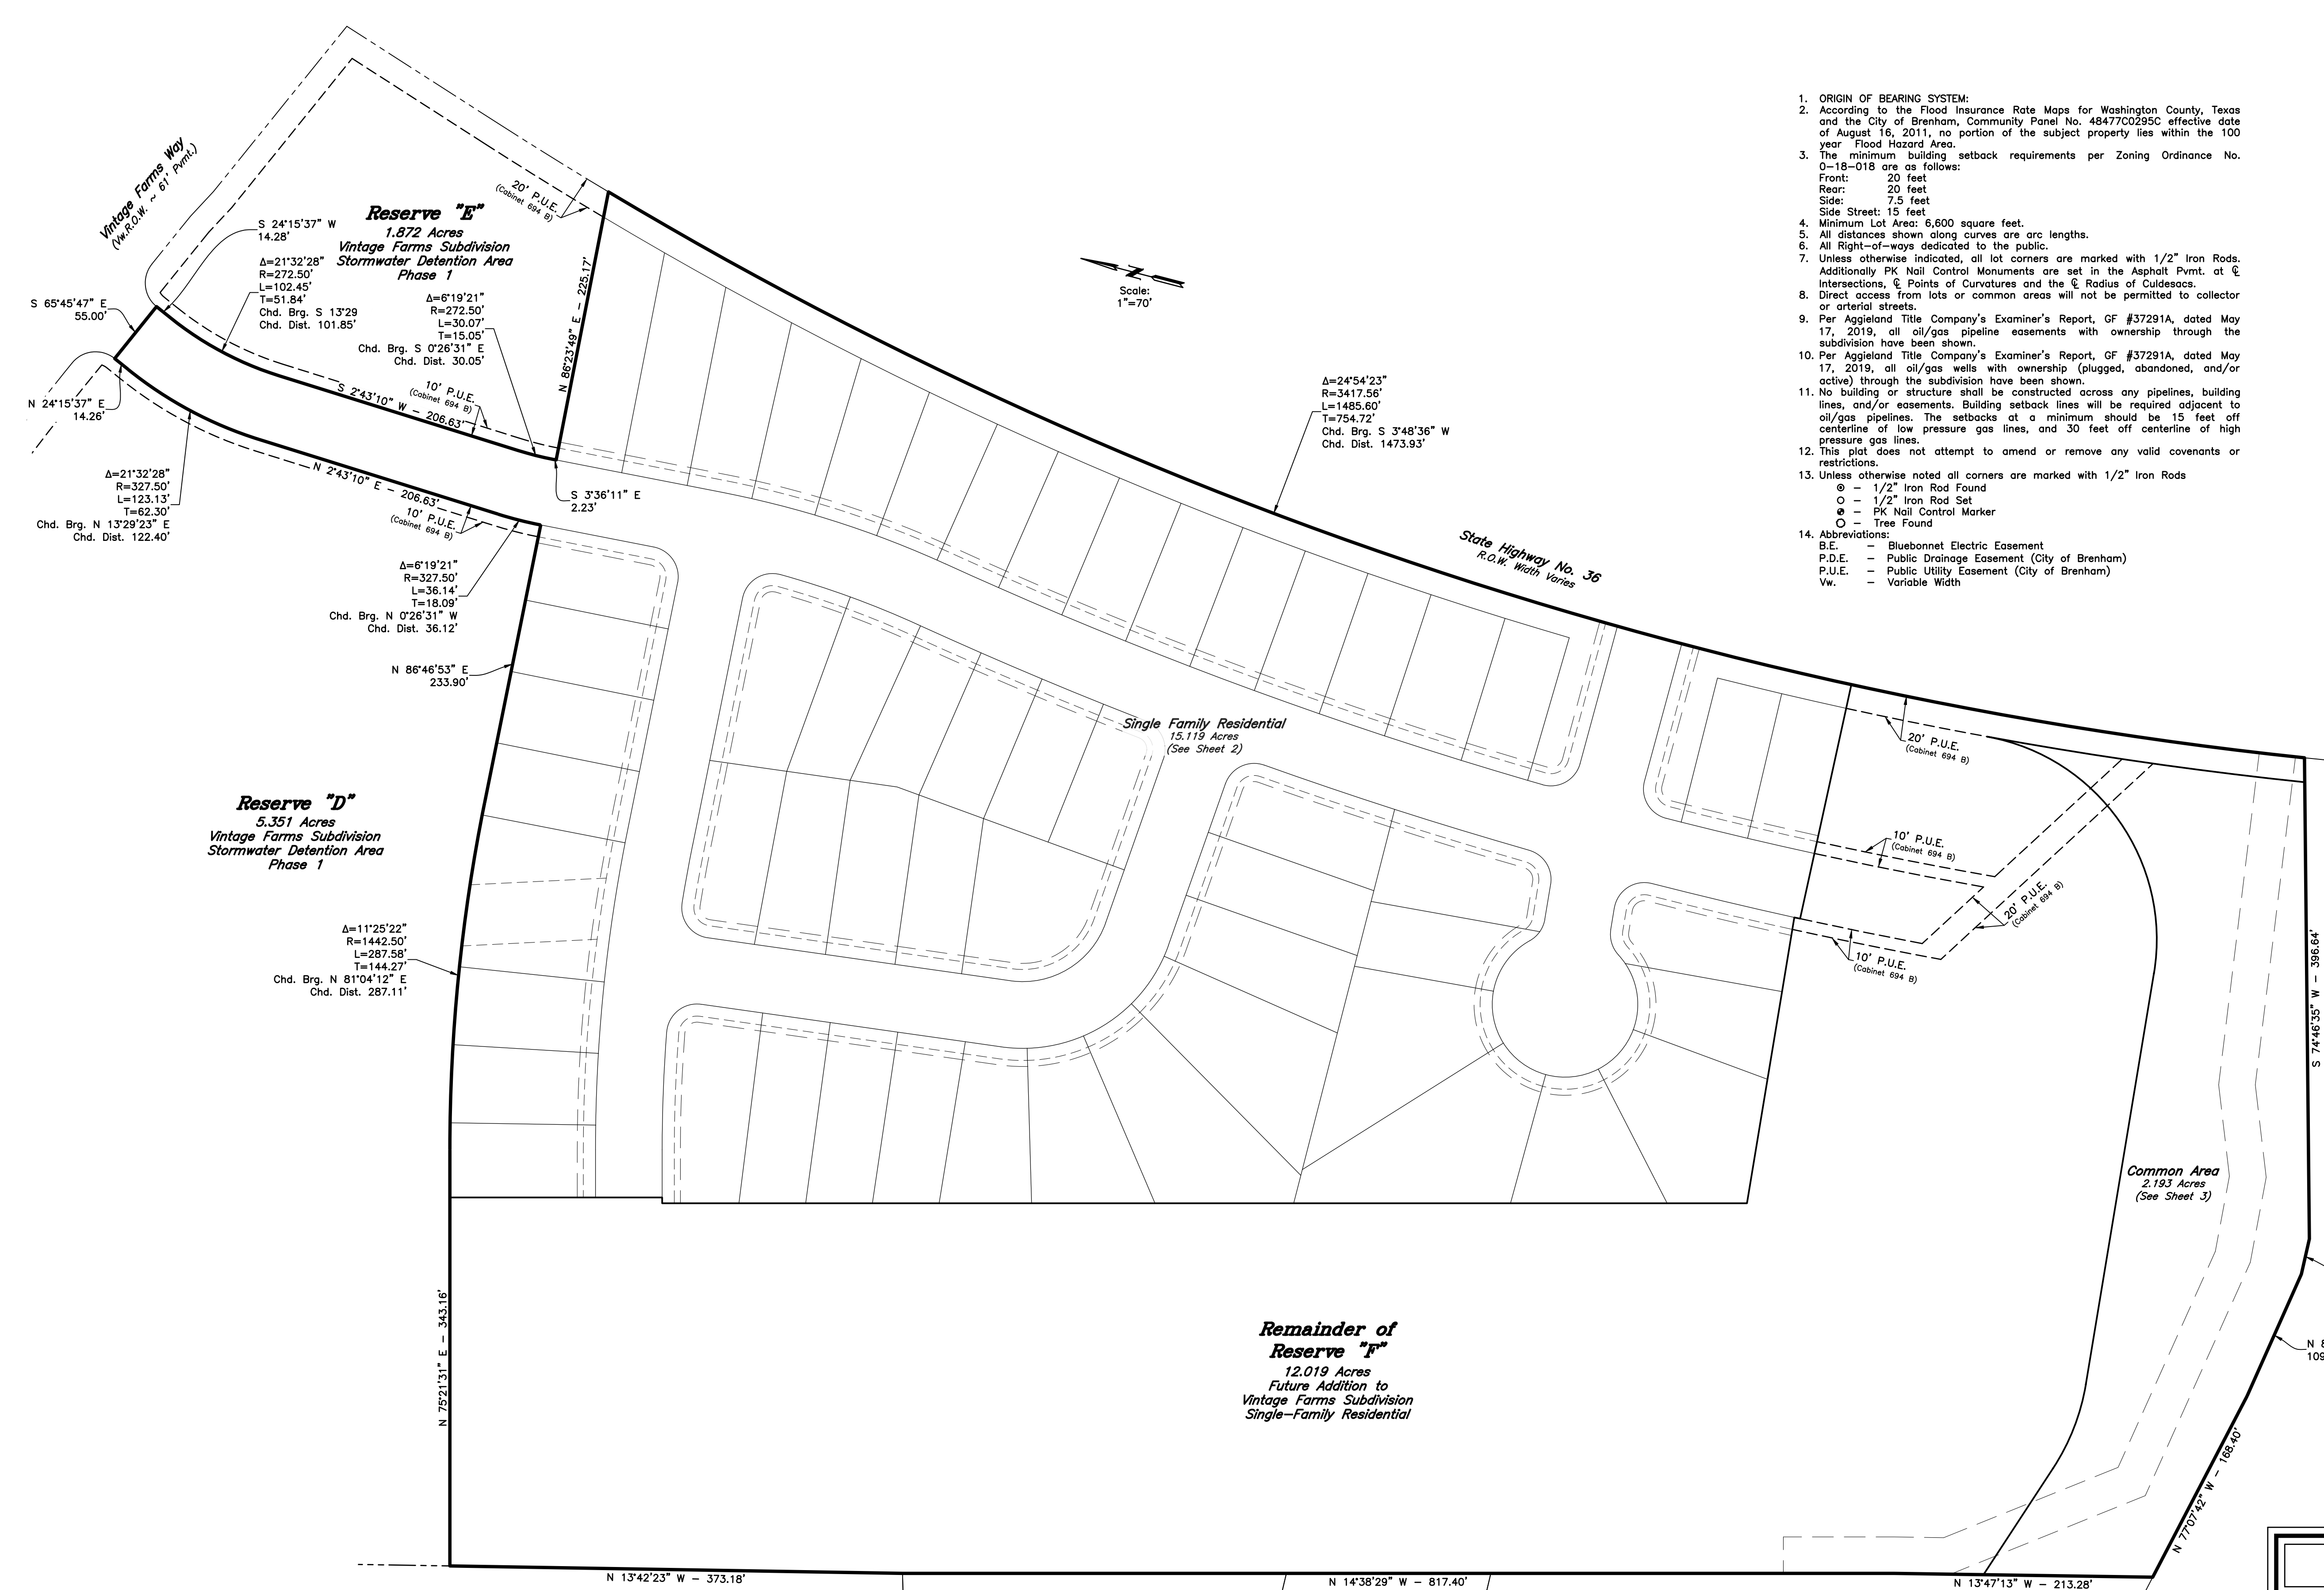 1. ORIGIN OF BEARING SYSTEM:
2. According to the Flood Insurance Rate Maps for Washington County, Texas
and the City of Brenham, Community Panel No. 48477C0295C effective date
of August 16, 2011, no portion of the subject property lies within the 100
year Flood Hazard Area.
3. The minimum building setback requirements per Zoning Ordinance No.
0-18-018 are as follows:
Front: 20 feet
Rear: 20 feet
Side: 7.5 feet
Side Street: 15 feet
4. Minimum Lot Area: 6,600 square feet.
5. All distances shown along curves are arc lengths.
6. All Right-of-ways dedicated to the public.
7. Unless otherwise indicated, all lot corners are marked with 1/2" Iron Rods.
Additionally PK Nail Control Monuments are set in the Asphalt Pvmt. at ℄
Intersections, ℄ Points of Curvatures and the ℄ Radius of Culdesacs.
8. Direct access from lots or common areas will not be permitted to collector
or arterial streets.
9. Per Aggieland Title Company's Examiner's Report, GF #37291A, dated May
17, 2019, all oil/gas pipeline easements with ownership through the
subdivision have been shown.
10. Per Aggieland Title Company's Examiner's Report, GF #37291A, dated May
17, 2019, all oil/gas wells with ownership (plugged, abandoned, and/or
active) through the subdivision have been shown.
11. No building or structure shall be constructed across any pipelines, building
lines, and/or easements. Building setback lines will be required adjacent to
oil/gas pipelines. The setbacks at a minimum should be 15 feet off
centerline of low pressure gas lines, and 30 feet off centerline of high
pressure gas lines.
12. This plat does not attempt to amend or remove any valid covenants or
restrictions.
13. Unless otherwise noted all corners are marked with 1/2" Iron Rods
– 1/2" Iron Rod Found
– 1/2" Iron Rod Set
– PK Nail Control Marker
– Tree Found
14. Abbreviations:
B.E. – Bluebonnet Electric Easement
P.D.E. – Public Drainage Easement (City of Brenham)
P.U.E. – Public Utility Easement (City of Brenham)
Vw. – Variable Width
Vintage Farms Way
(Vw.R.O.W. ~ 61' Pvmt.)
20' P.U.E.
(Cabinet 694 B)
Reserve "E"
1.872 Acres
Vintage Farms Subdivision
Stormwater Detention Area
Phase 1
S 24°15'37" W
14.28'
Δ=21°32'28"
R=272.50'
L=102.45'
T=51.84'
Chd. Brg. S 13°29
Chd. Dist. 101.85'
Δ=6°19'21"
R=272.50'
L=30.07'
T=15.05'
Chd. Brg. S 0°26'31" E
Chd. Dist. 30.05'
N 86°23'49" E – 225.17'
N
Scale:
1"=70'
S 65°45'47" E
55.00'
N 24°15'37" E
14.26'
S 2°43'10" W – 206.63'
10' P.U.E.
(Cabinet 694 B)
N 2°43'10" E – 206.63'
10' P.U.E.
(Cabinet 694 B)
S 3°36'11" E
2.23'
Δ=21°32'28"
R=327.50'
L=123.13'
T=62.30'
Chd. Brg. N 13°29'23" E
Chd. Dist. 122.40'
Δ=24°54'23"
R=3417.56'
L=1485.60'
T=754.72'
Chd. Brg. S 3°48'36" W
Chd. Dist. 1473.93'
State Highway No. 36
R.O.W. Width Varies
Δ=6°19'21"
R=327.50'
L=36.14'
T=18.09'
Chd. Brg. N 0°26'31" W
Chd. Dist. 36.12'
N 86°46'53" E
233.90'
Single Family Residential
15.119 Acres
(See Sheet 2)
20' P.U.E.
(Cabinet 694 B)
10' P.U.E.
(Cabinet 694 B)
20' P.U.E.
(Cabinet 694 B)
10' P.U.E.
(Cabinet 694 B)
Reserve "D"
5.351 Acres
Vintage Farms Subdivision
Stormwater Detention Area
Phase 1
Δ=11°25'22"
R=1442.50'
L=287.58'
T=144.27'
Chd. Brg. N 81°04'12" E
Chd. Dist. 287.11'
S 74°46'35" W – 396.64'
Common Area
2.193 Acres
(See Sheet 3)
N 75°21'31" E – 343.16'
Remainder of
Reserve "F"
12.019 Acres
Future Addition to
Vintage Farms Subdivision
Single-Family Residential
N 8
109
N 77°07'42" W – 168.40'
N 13°42'23" W – 373.18'
N 14°38'29" W – 817.40'
N 13°47'13" W – 213.28'